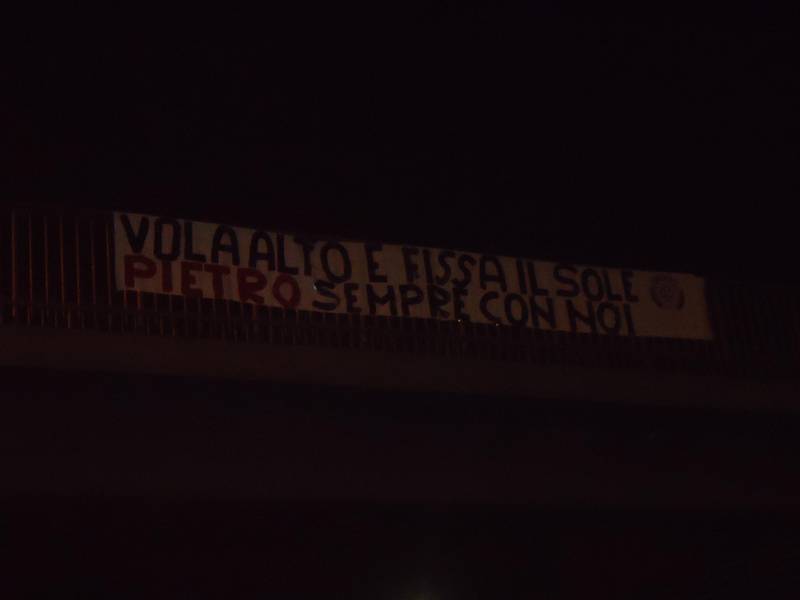 VOLA ALTO E FISSA IL SOLE
PIETRO SEMPRE CON NOI